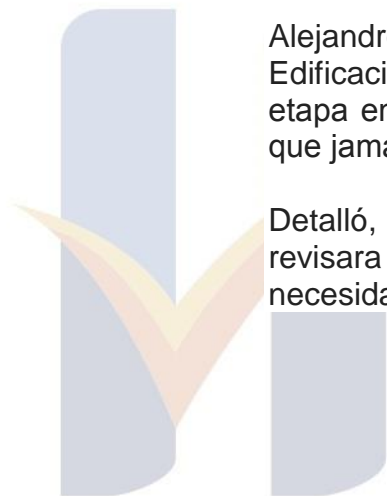 Alejandr
Edificaci
etapa en
que jama
Detalló,
revisara
necesida